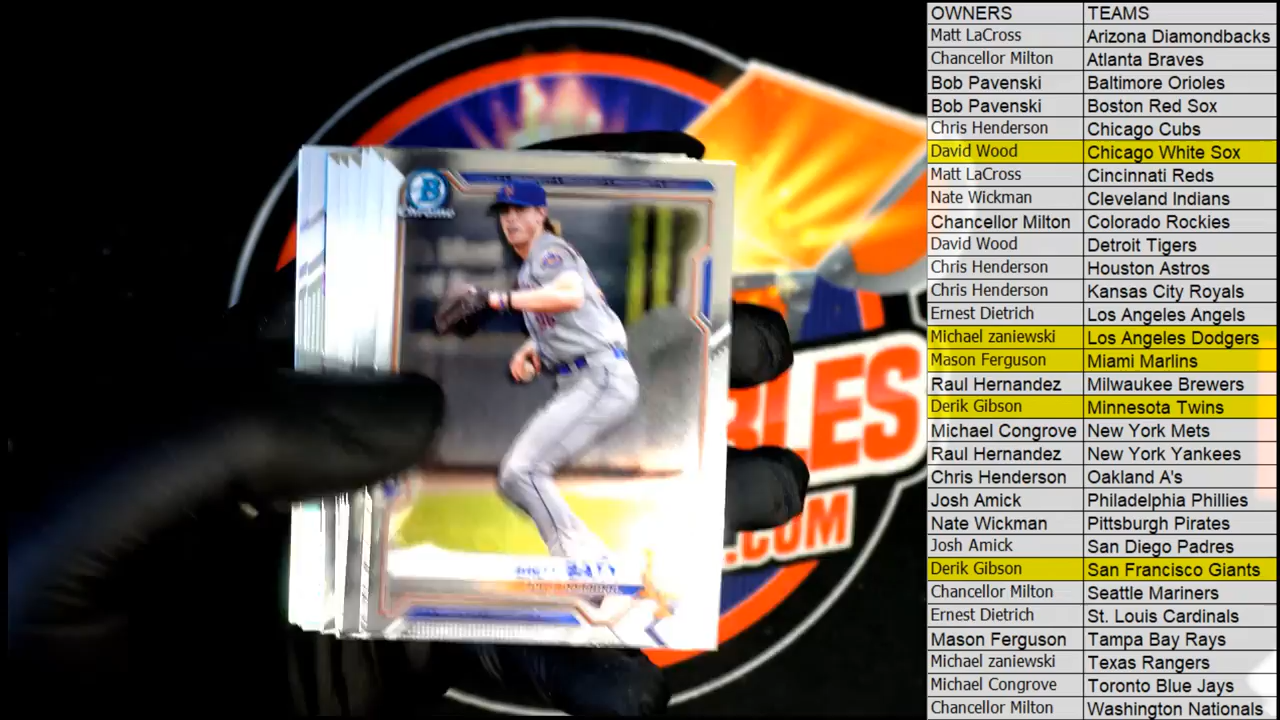 OWNERS TEAMS
Matt LaCross Arizona Diamondbacks
Chancellor Milton Atlanta Braves
Bob Pavenski Baltimore Orioles
Bob Pavenski Boston Red Sox
Chris Henderson Chicago Cubs
David Wood Chicago White Sox
Matt LaCross Cincinnati Reds
Nate Wickman Cleveland Indians
Chancellor Milton Colorado Rockies
David Wood Detroit Tigers
Chris Henderson Houston Astros
Chris Henderson Kansas City Royals
Ernest Dietrich Los Angeles Angels
Michael zaniewski Los Angeles Dodgers
Mason Ferguson Miami Marlins
Raul Hernandez Milwaukee Brewers
Derik Gibson Minnesota Twins
Michael Congrove New York Mets
Raul Hernandez New York Yankees
Chris Henderson Oakland A's
Josh Amick Philadelphia Phillies
Nate Wickman Pittsburgh Pirates
Josh Amick San Diego Padres
Derik Gibson San Francisco Giants
Chancellor Milton Seattle Mariners
Ernest Dietrich St. Louis Cardinals
Mason Ferguson Tampa Bay Rays
Michael zaniewski Texas Rangers
Michael Congrove Toronto Blue Jays
Chancellor Milton Washington Nationals
B
Chrome
.COM